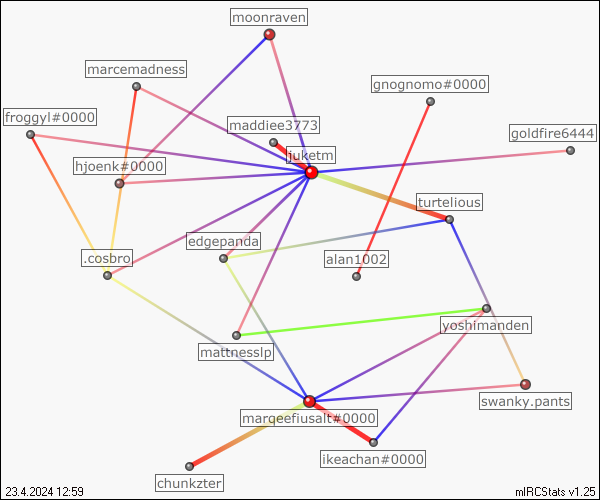 moonraven
marcemadness
gnognomo#0000
froggyl#0000
maddiee3773
goldfire6444
juketm
hjoenk#0000
turtelious
edgepanda
.cosbro
alan1002
yoshimanden
mattnesslp
swanky.pants
marqeefiusalt#0000
ikeachan#0000
chunkzter
23.4.2024 12:59
mIRCStats v1.25